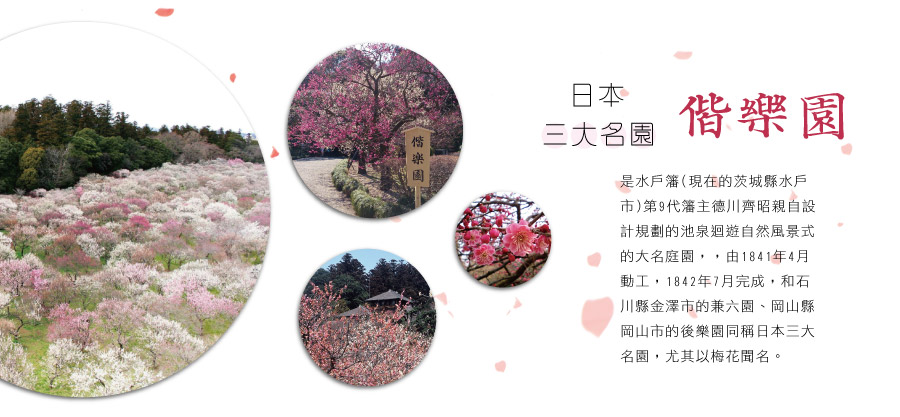 日本
三大名園
偕樂園
偕樂園
是水戶藩(現在的茨城縣水戶
市)第9代藩主德川齊昭親自設
計規劃的池泉迴遊自然風景式
的大名庭園，，由1841年4月
動工，1842年7月完成，和石
川縣金澤市的兼六園、岡山縣
岡山市的後樂園同稱日本三大
名園，尤其以梅花聞名。